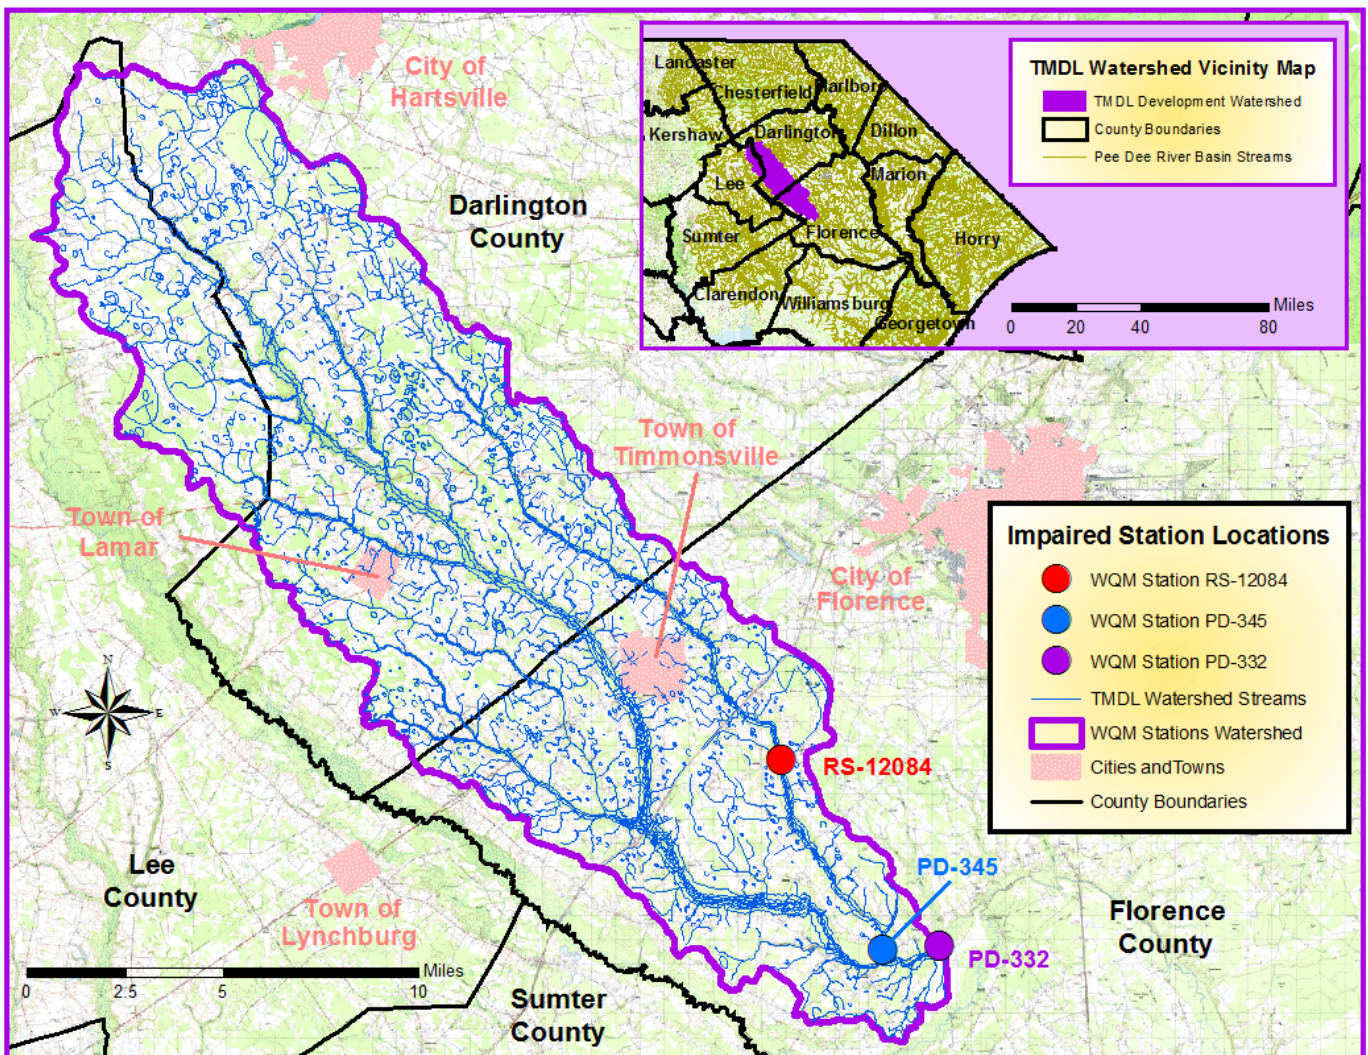 City of
Hartsville
Darlington
County
Lancaster
Chesterfield
Marlboro
Kershaw
Darlington
Dillon
Lee
Marion
Sumter
Florence
Horry
Clarendon
Williamsburg
Georgetown
TMDL Watershed Vicinity Map
TMDL Development Watershed
County Boundaries
Pee Dee River Basin Streams
Miles
0 20 40 80
Town of
Timmonsville
Town of
Lamar
City of
Florence
Impaired Station Locations
WQM Station RS-12084
WQM Station PD-345
WQM Station PD-332
TMDL Watershed Streams
WQM Stations Watershed
Cities and Towns
County Boundaries
N
W E
S
RS-12084
PD-345
PD-332
Lee
County
Town of
Lynchburg
Florence
County
Sumter
County
Miles
0 2.5 5 10